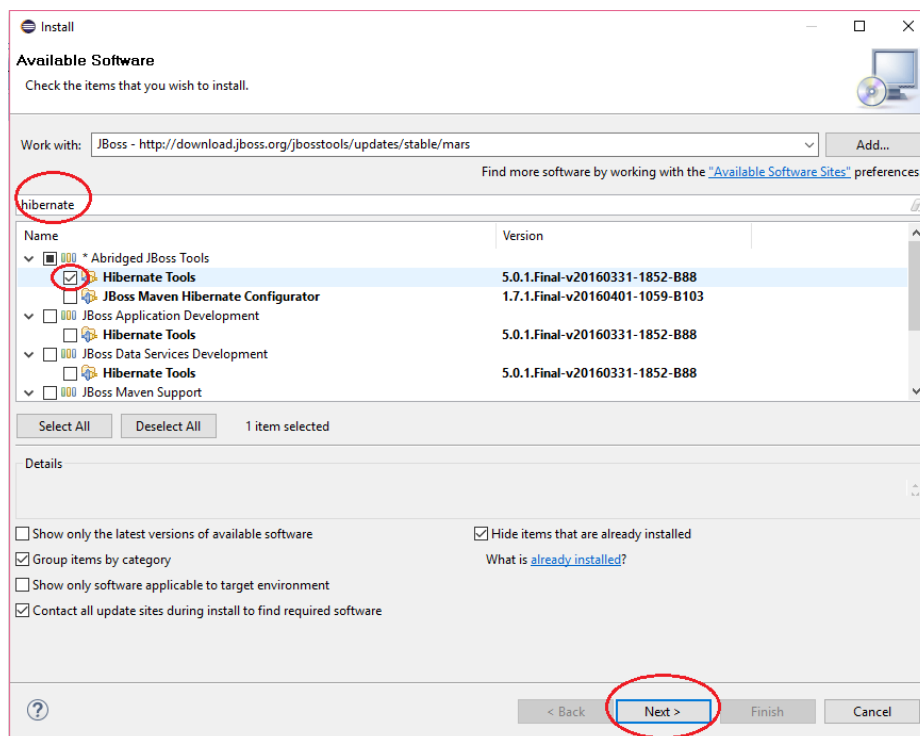 Install
Available Software
Check the items that you wish to install.
Work with: JBoss - http://download.jboss.org/jbosstools/updates/stable/mars Add...
Find more software by working with the "Available Software Sites" preferences
hibernate
Name Version
* Abridged JBoss Tools
Hibernate Tools 5.0.1.Final-v20160331-1852-B88
JBoss Maven Hibernate Configurator 1.7.1.Final-v20160401-1059-B103
JBoss Application Development
Hibernate Tools 5.0.1.Final-v20160331-1852-B88
JBoss Data Services Development
Hibernate Tools 5.0.1.Final-v20160331-1852-B88
JBoss Maven Support
Select All Deselect All 1 item selected
Details
Show only the latest versions of available software Hide items that are already installed
Group items by category What is already installed?
Show only software applicable to target environment
Contact all update sites during install to find required software
? < Back Next > Finish Cancel